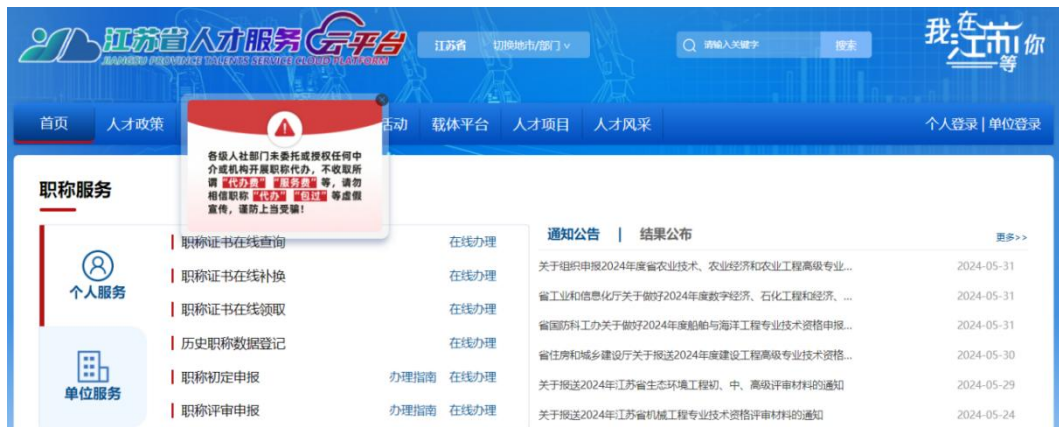 江苏省人才服务云平台
JIANGSU PROVINCE TALENTS SERVICE CLOUD PLATFORM
江苏省 切换地市/部门
请输入关键字 搜索
我在江苏等你
首页 人才政策 活动 载体平台 人才项目 人才风采 个人登录 | 单位登录
各级人社部门未委托或授权任何中
介或机构开展职称代办，不收取所
谓“代办费”“服务费”等，请勿
相信职称“代办”“包过”等虚假
宣传，谨防上当受骗！
职称服务
个人服务
单位服务
职称证书在线查询 在线办理
职称证书在线补换 在线办理
职称证书在线领取 在线办理
历史职称数据登记 在线办理
职称初定申报 办理指南 在线办理
职称评审申报 办理指南 在线办理
通知公告 | 结果公布 更多>>
关于组织申报2024年度省农业技术、农业经济和农业工程高级专业... 2024-05-31
省工业和信息化厅关于做好2024年度数字经济、石化工程和经济、... 2024-05-31
省国防科工办关于做好2024年度船舶与海洋工程专业技术资格申报... 2024-05-31
省住房和城乡建设厅关于报送2024年度建设工程高级专业技术资格... 2024-05-30
关于报送2024年江苏省生态环境工程初、中、高级评审材料的通知 2024-05-29
关于报送2024年江苏省机械工程专业技术资格评审材料的通知 2024-05-24